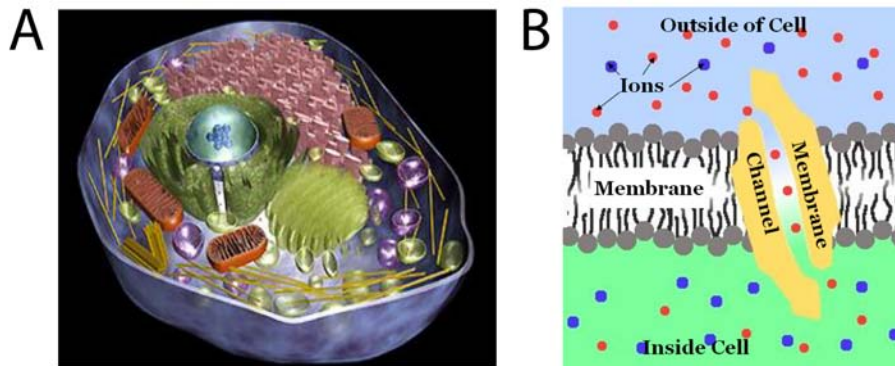 A
B
Outside of Cell
Ions
Membrane
Channel
Membrane
Inside Cell